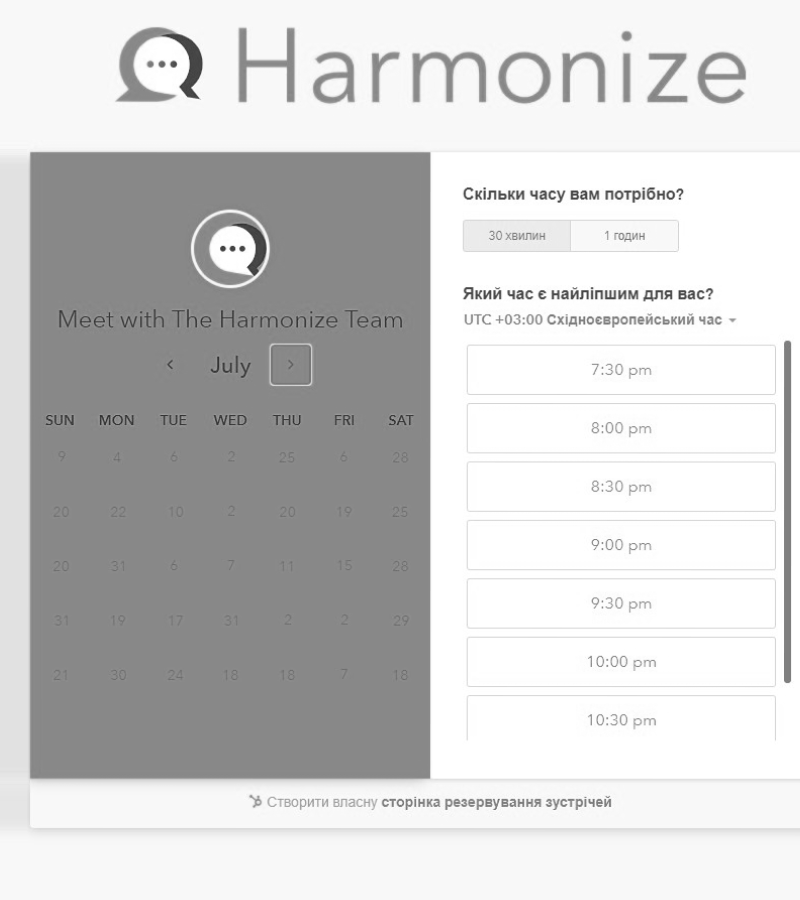 Harmonize
Meet with The Harmonize Team
July
SUN MON TUE WED THU FRI SAT
9 4 6 2 25 6 28
20 22 10 2 20 19 25
20 31 6 7 11 15 28
31 19 17 31 2 2 29
21 30 24 18 18 7 18
Скільки часу вам потрібно?
30 хвилин 1 годин
Який час є найліпшим для вас?
UTC +03:00 Східноєвропейський час
7:30 pm
8:00 pm
8:30 pm
9:00 pm
9:30 pm
10:00 pm
10:30 pm
Створити власну сторінка резервування зустрічей